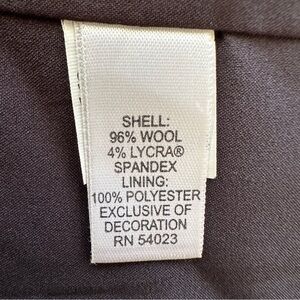 SHELL:
96% WOOL
4% LYCRA®
SPANDEX
LINING:
100% POLYESTER
EXCLUSIVE OF
DECORATION
RN 54023